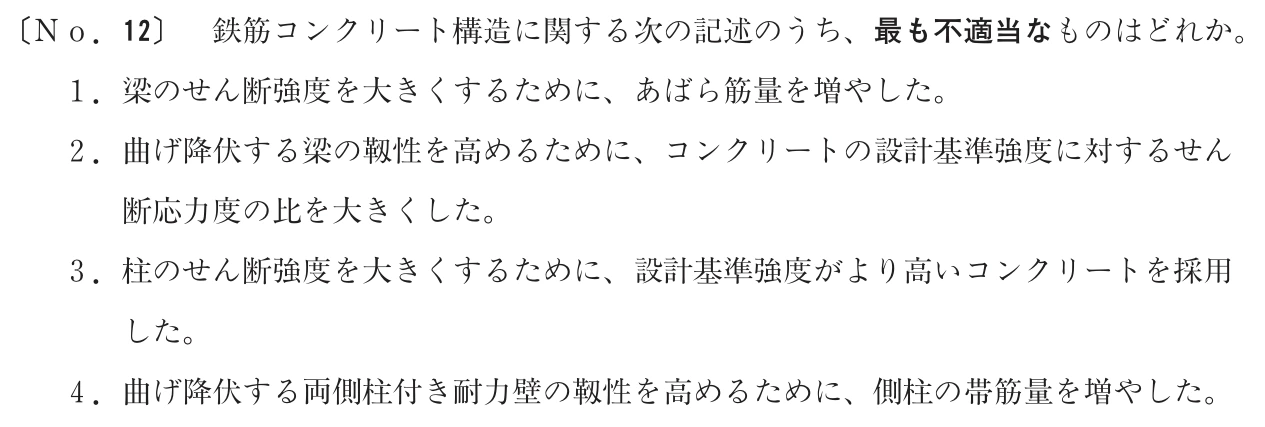 〔Ｎｏ．12〕　鉄筋コンクリート構造に関する次の記述のうち、最も不適当なものはどれか。
１．梁のせん断強度を大きくするために、あばら筋量を増やした。
２．曲げ降伏する梁の靱性を高めるために、コンクリートの設計基準強度に対するせん
断応力度の比を大きくした。
３．柱のせん断強度を大きくするために、設計基準強度がより高いコンクリートを採用
した。
４．曲げ降伏する両側柱付き耐力壁の靱性を高めるために、側柱の帯筋量を増やした。